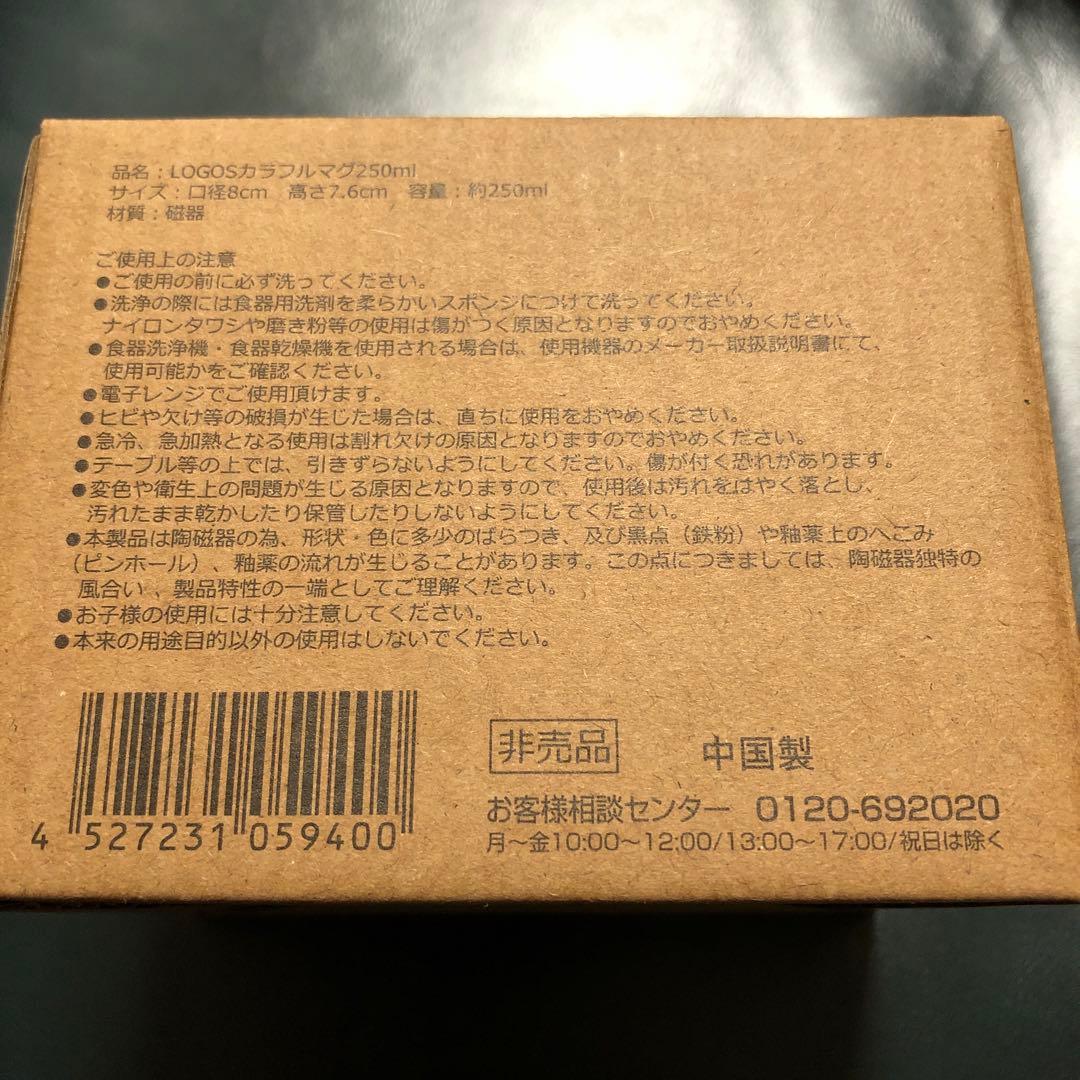 品名：LOGOSカラフルマグ250ml
サイズ：口径8cm　高さ7.6cm　容量：約250ml
材質：磁器
ご使用上の注意
●ご使用の前に必ず洗ってください。
●洗浄の際には食器用洗剤を柔らかいスポンジにつけて洗ってください。
ナイロンタワシや磨き粉等の使用は傷がつく原因となりますのでおやめください。
●食器洗浄機・食器乾燥機を使用される場合は、使用機器のメーカー取扱説明書にて、
使用可能かをご確認ください。
●電子レンジでご使用頂けます。
●ヒビや欠け等の破損が生じた場合は、直ちに使用をおやめください。
●急冷、急加熱となる使用は割れ欠けの原因となりますのでおやめください。
●テーブル等の上では、引きずらないようにしてください。傷が付く恐れがあります。
●変色や衛生上の問題が生じる原因となりますので、使用後は汚れをはやく落とし、
汚れたまま乾かしたり保管したりしないようにしてください。
●本製品は陶磁器の為、形状・色に多少のばらつき、及び黒点（鉄粉）や釉薬上のへこみ
（ピンホール）、釉薬の流れが生じることがあります。この点につきましては、陶磁器独特の
風合い、製品特性の一端としてご理解ください。
●お子様の使用には十分注意してください。
●本来の用途目的以外の使用はしないでください。
4 527231 059400
非売品　中国製
お客様相談センター 0120-692020
月～金10:00～12:00/13:00～17:00/祝日は除く